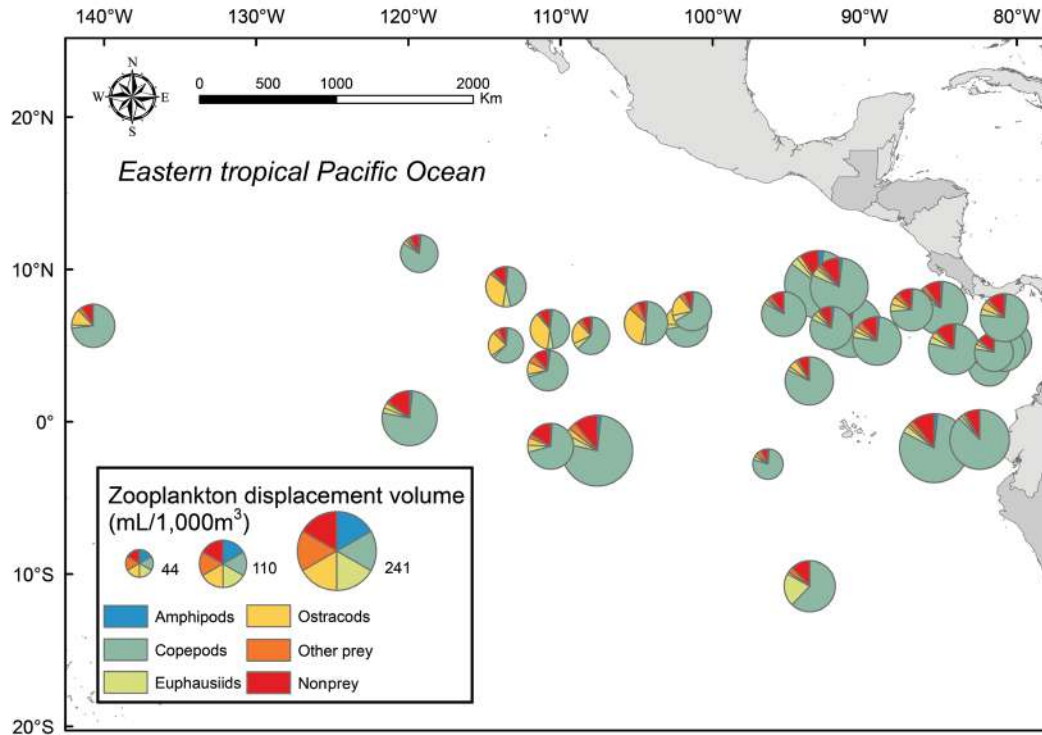 140°W 130°W 120°W 110°W 100°W 90°W 80°W
N
W E
S
0 500 1000 2000
Km
20°N
Eastern tropical Pacific Ocean
10°N
0°
Zooplankton displacement volume
(mL/1,000m³)
44 110 241
10°S
Amphipods Ostracods
Copepods Other prey
Euphausiids Nonprey
20°S